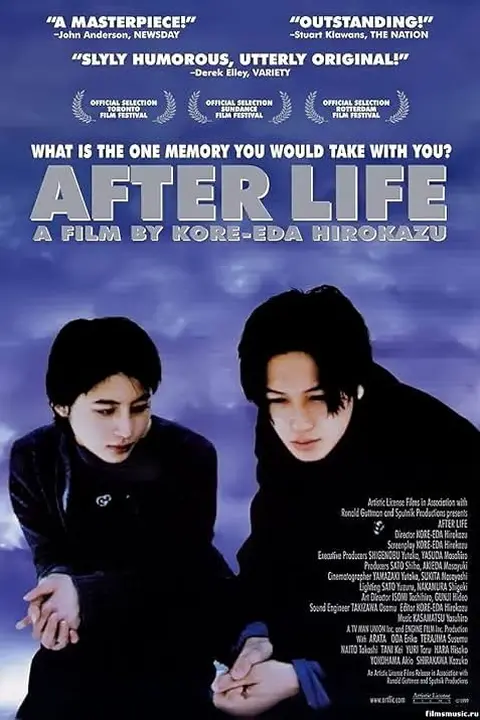 “A MASTERPIECE!”
–John Anderson, NEWSDAY
“OUTSTANDING!”
–Stuart Klawans, THE NATION
“SLYLY HUMOROUS, UTTERLY ORIGINAL!”
–Derek Elley, VARIETY
OFFICIAL SELECTION
TORONTO
FILM FESTIVAL
OFFICIAL SELECTION
SUNDANCE
FILM FESTIVAL
OFFICIAL SELECTION
ROTTERDAM
FILM FESTIVAL
WHAT IS THE ONE MEMORY YOU WOULD TAKE WITH YOU?
AFTER LIFE
A FILM BY KORE-EDA HIROKAZU
Artistic License Films in Association with
Ronald Guttman and Sputnik Productions presents
AFTER LIFE
Director KORE-EDA Hirokazu
Screenplay KORE-EDA Hirokazu
Executive Producers SHIGENOBU Yutaka, YASUDA Masahiro
Producers SATO Shiho, AKIEDA Masayuki
Cinematographer YAMAZAKI Yutaka, SUKITA Masayoshi
Lighting SATO Yuzuru, NAKAMURA Shigeki
Art Director ISOMI Toshihiro, GUNJI Hideo
Sound Engineer TAKIZAWA Osamu Editor KORE-EDA Hirokazu
Music KASAMATSU Yasuhiro
A TV MAN UNION Inc. and ENGINE FILM Inc. Production
With ARATA ODA Erika TERAJIMA Susumu
NAITO Takashi TANI Kei YURI Toru HARA Hisako
YOKOHAMA Akio SHIRAKAWA Kazuko
An Artistic License Films Release in Association with
Ronald Guttman and Sputnik Productions
www.artlic.com
Artistic License
©1999
filmsmusic.ru